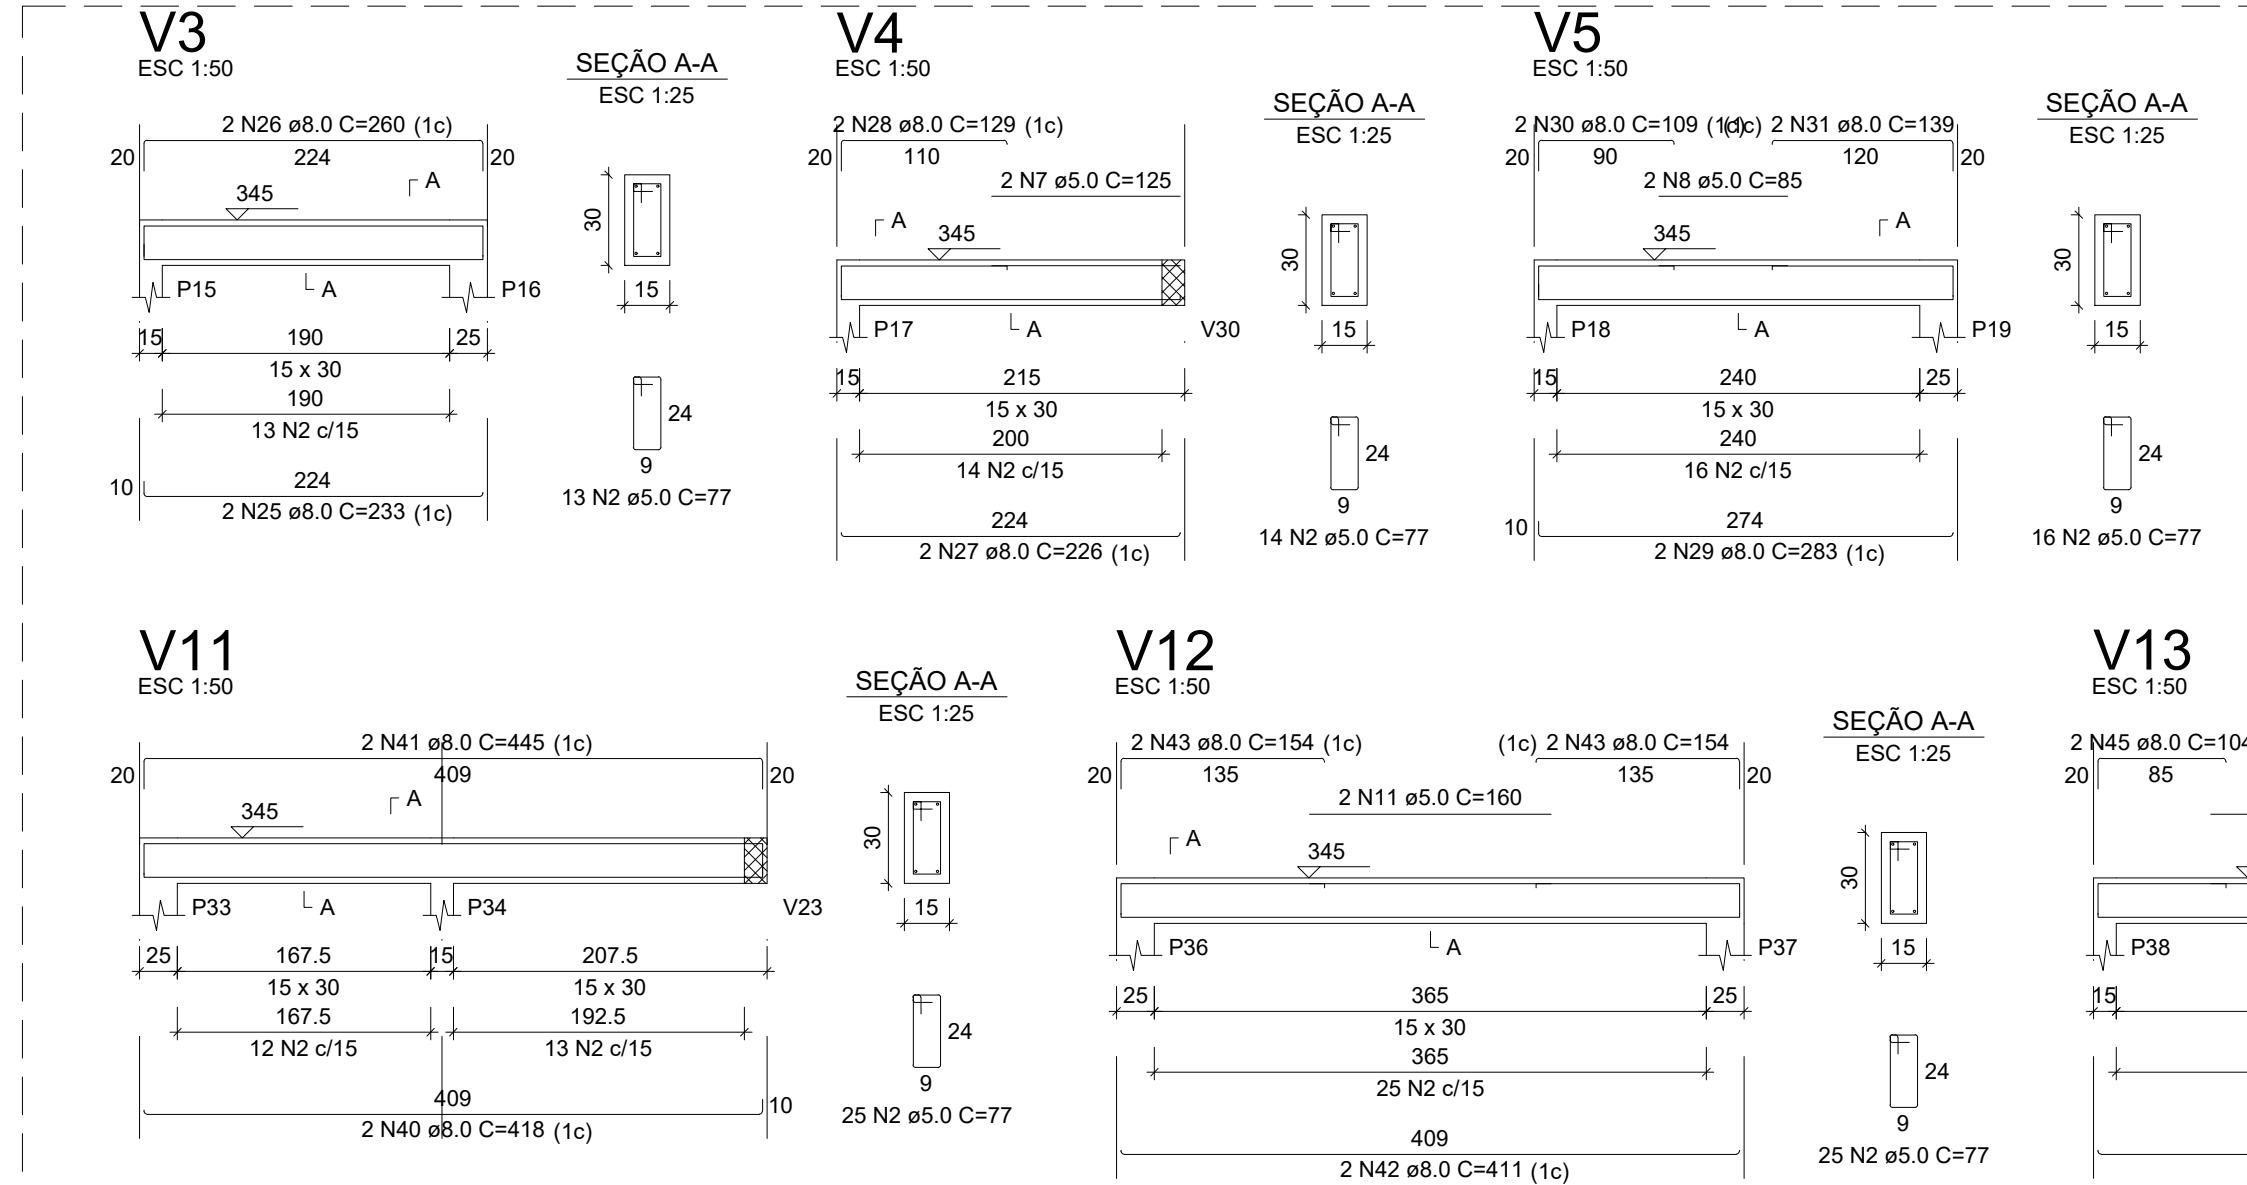 V3
ESC 1:50
SEÇÃO A-A
ESC 1:25
2 N26 ø8.0 C=260 (1c)
20
224
20
A
345
30
15
P15
A
P16
15
190
25
15 x 30
190
13 N2 c/15
24
9
13 N2 ø5.0 C=77
10
224
2 N25 ø8.0 C=233 (1c)
V4
ESC 1:50
SEÇÃO A-A
ESC 1:25
2 N28 ø8.0 C=129 (1c)
20
110
2 N7 ø5.0 C=125
A
345
30
15
P17
A
V30
15
215
15 x 30
200
14 N2 c/15
24
9
14 N2 ø5.0 C=77
224
2 N27 ø8.0 C=226 (1c)
V5
ESC 1:50
SEÇÃO A-A
ESC 1:25
2 N30 ø8.0 C=109 (1c)
(1c) 2 N31 ø8.0 C=139
20
90
120
20
2 N8 ø5.0 C=85
A
345
30
15
P18
A
P19
15
240
25
15 x 30
240
16 N2 c/15
24
9
16 N2 ø5.0 C=77
10
274
2 N29 ø8.0 C=283 (1c)
V11
ESC 1:50
SEÇÃO A-A
ESC 1:25
2 N41 ø8.0 C=445 (1c)
20
409
20
A
345
30
15
P33
A
P34
V23
25
167.5
15
207.5
15 x 30
15 x 30
167.5
192.5
12 N2 c/15
13 N2 c/15
24
9
25 N2 ø5.0 C=77
409
10
2 N40 ø8.0 C=418 (1c)
V12
ESC 1:50
SEÇÃO A-A
ESC 1:25
2 N43 ø8.0 C=154 (1c)
(1c) 2 N43 ø8.0 C=154
20
135
135
20
2 N11 ø5.0 C=160
A
345
30
15
P36
A
P37
25
365
25
15 x 30
365
25 N2 c/15
24
9
25 N2 ø5.0 C=77
409
2 N42 ø8.0 C=411 (1c)
V13
ESC 1:50
2 N45 ø8.0 C=104
20
85
P38
15